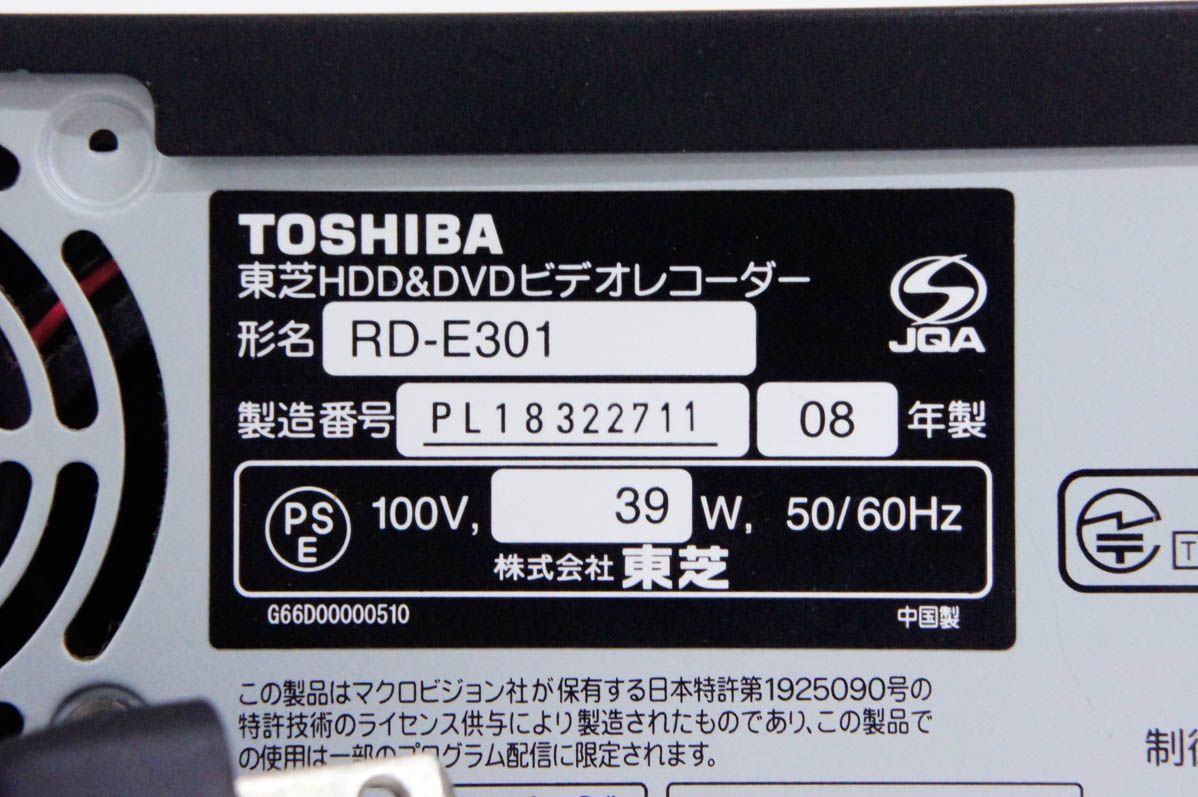 TOSHIBA
東芝HDD&DVDビデオレコーダー
JQA
形名 RD-E301
製造番号 PL18322711 08 年製
PS
E
100V, 39 W, 50/60Hz
株式会社 東芝
G66D00000510
中国製
T
この製品はマクロビジョン社が保有する日本特許第1925090号の
特許技術のライセンス供与により製造されたものであり、この製品で
の使用は一部のプログラム配信に限定されます。
制